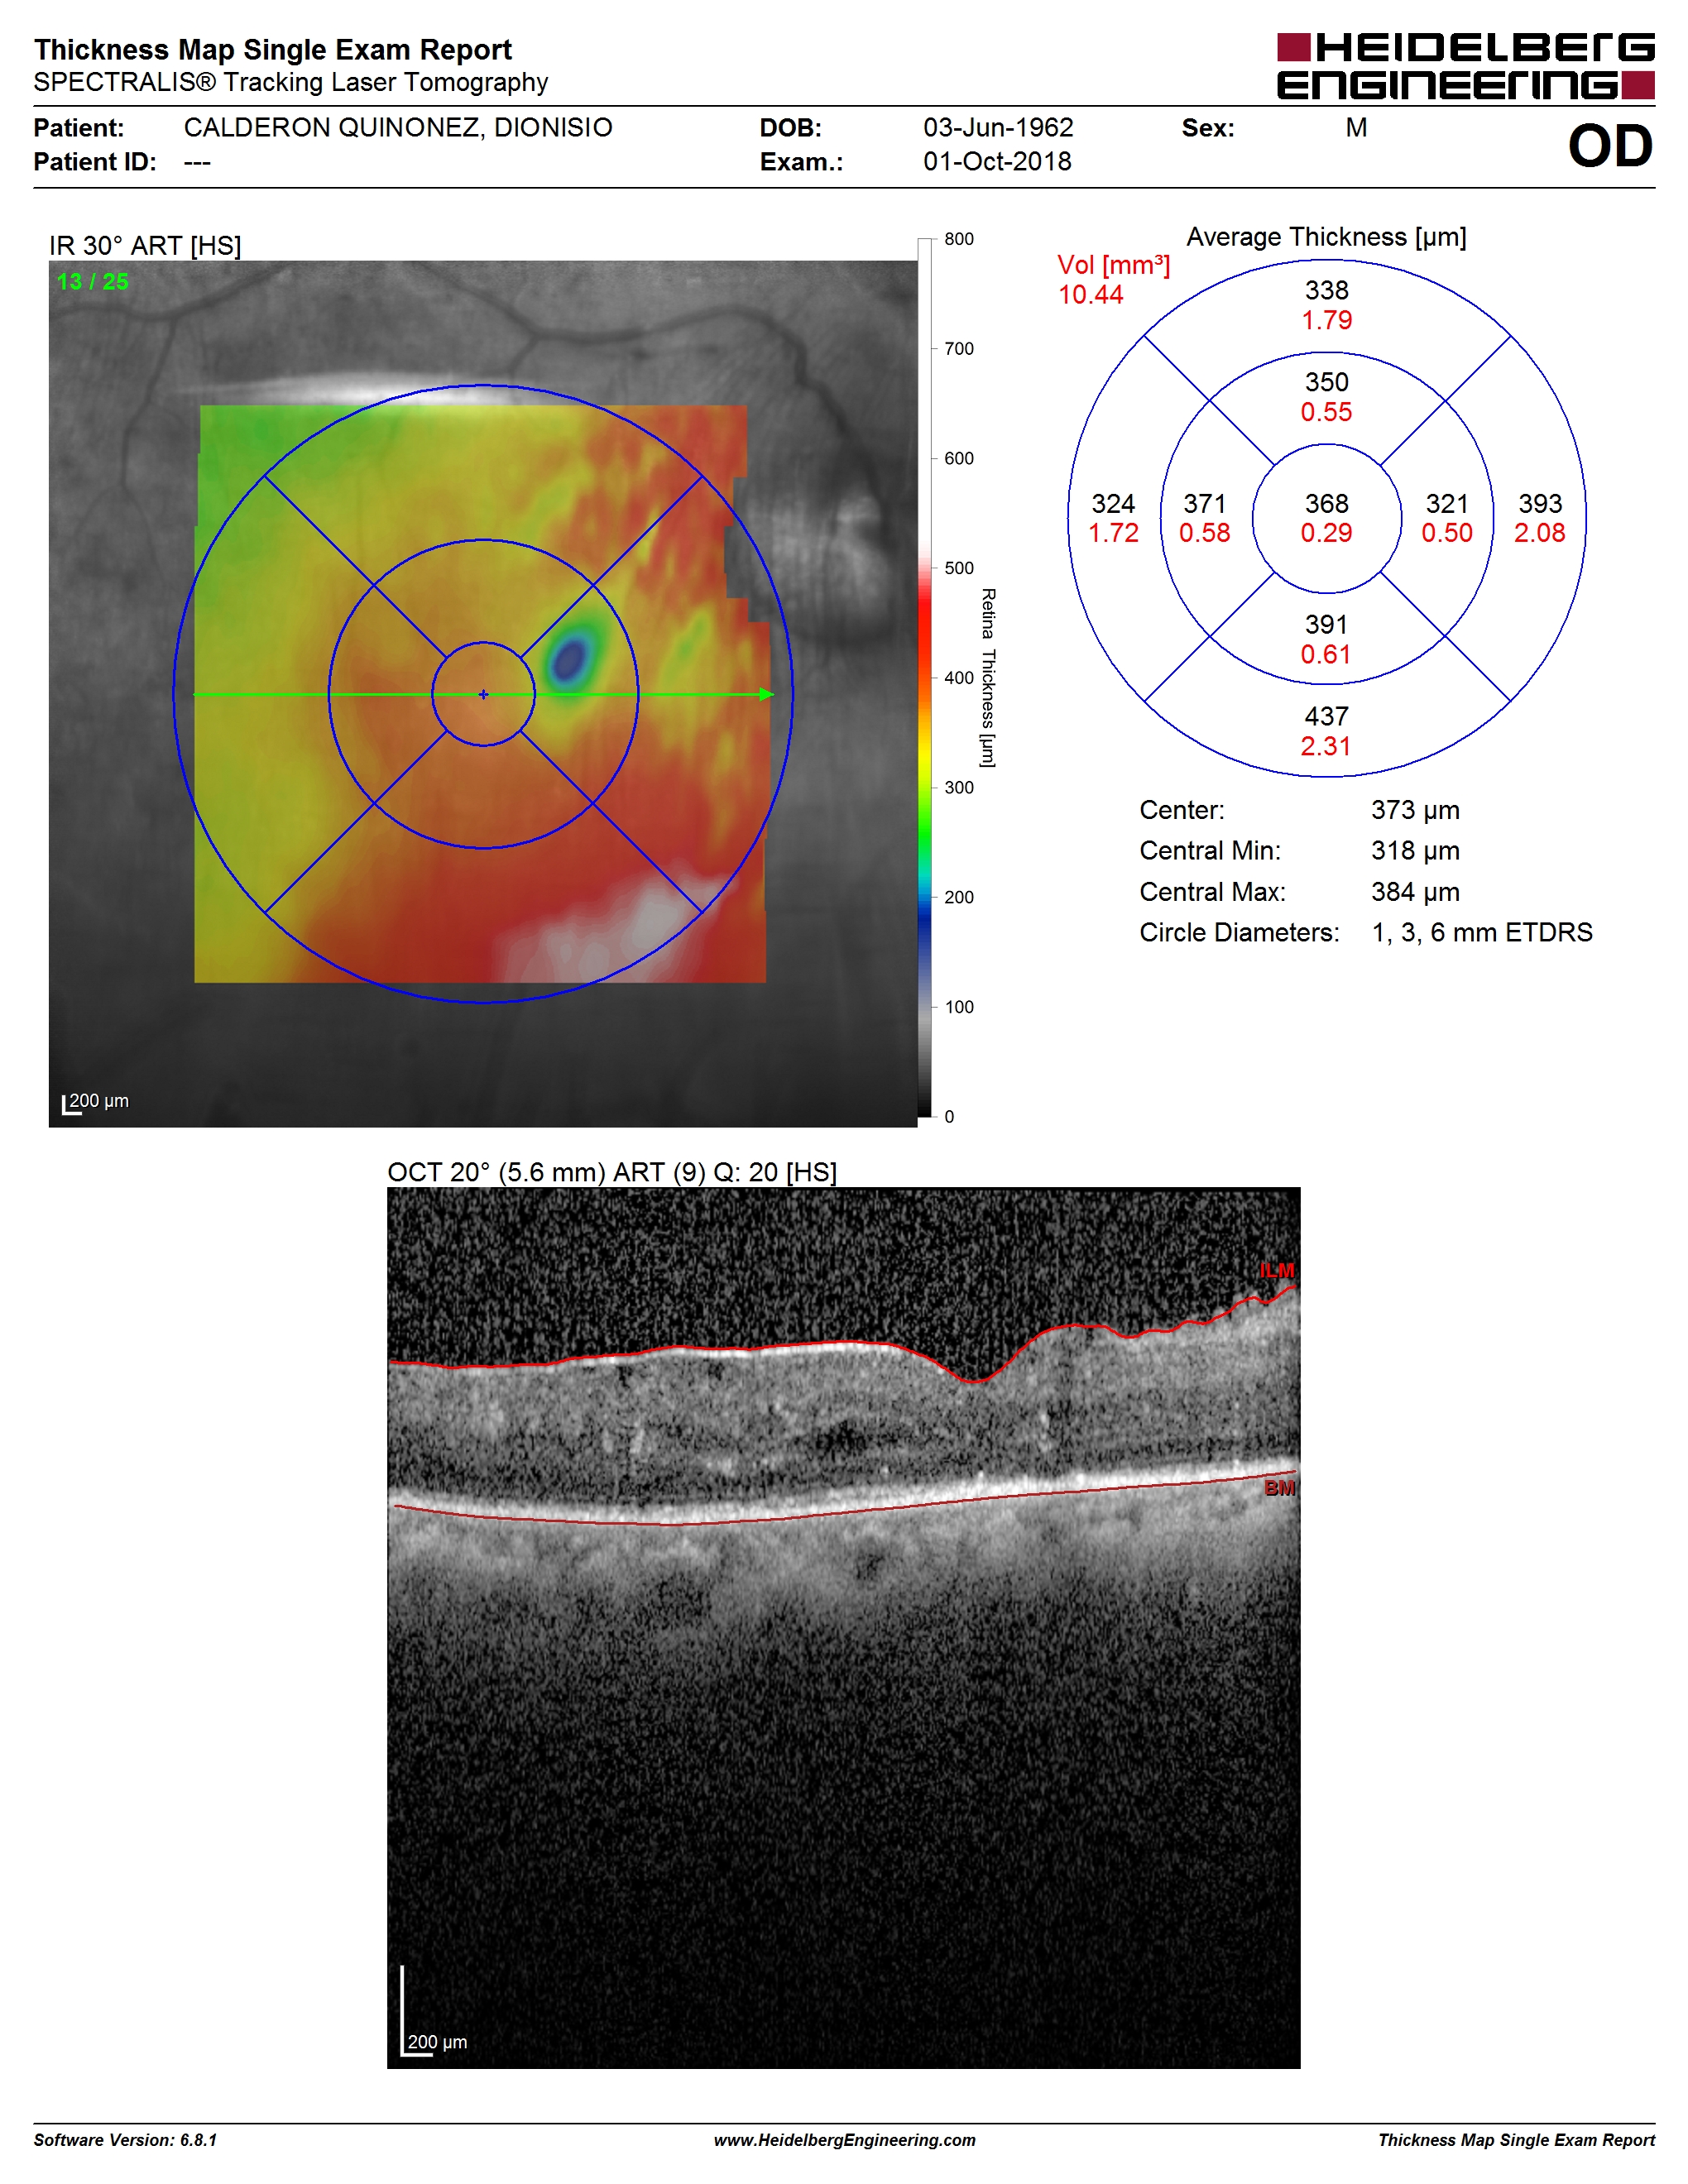 Thickness Map Single Exam Report
SPECTRALIS® Tracking Laser Tomography
HEIDELBERG
ENGINEERING
Patient: CALDERON QUINONEZ, DIONISIO DOB: 03-Jun-1962 Sex: M
Patient ID: --- Exam.: 01-Oct-2018
OD
IR 30° ART [HS]
13 / 25
200 µm
800
700
600
500
400
300
200
100
0
Retina Thickness [µm]
Average Thickness [µm]
Vol [mm³]
10.44
338
1.79
350
0.55
324 371 368 321 393
1.72 0.58 0.29 0.50 2.08
391
0.61
437
2.31
Center: 373 µm
Central Min: 318 µm
Central Max: 384 µm
Circle Diameters: 1, 3, 6 mm ETDRS
OCT 20° (5.6 mm) ART (9) Q: 20 [HS]
ILM
BM
200 µm
Software Version: 6.8.1 www.HeidelbergEngineering.com Thickness Map Single Exam Report